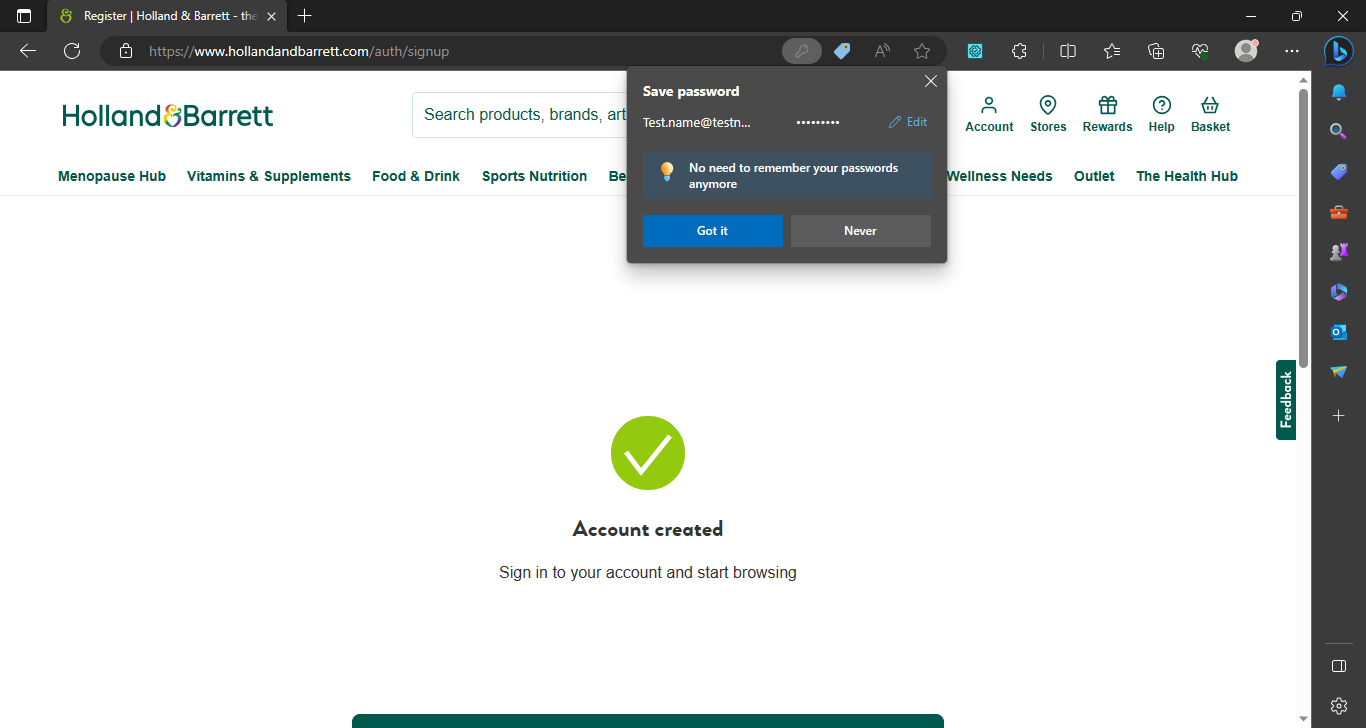 Register | Holland & Barrett - the
https://www.hollandandbarrett.com/auth/signup
Save password
Test.name@testn...
•••••••••
Edit
No need to remember your passwords
anymore
Got it
Never
Holland&Barrett
Search products, brands, art
Account
Stores
Rewards
Help
Basket
Menopause Hub
Vitamins & Supplements
Food & Drink
Sports Nutrition
Be
Wellness Needs
Outlet
The Health Hub
Feedback
Account created
Sign in to your account and start browsing